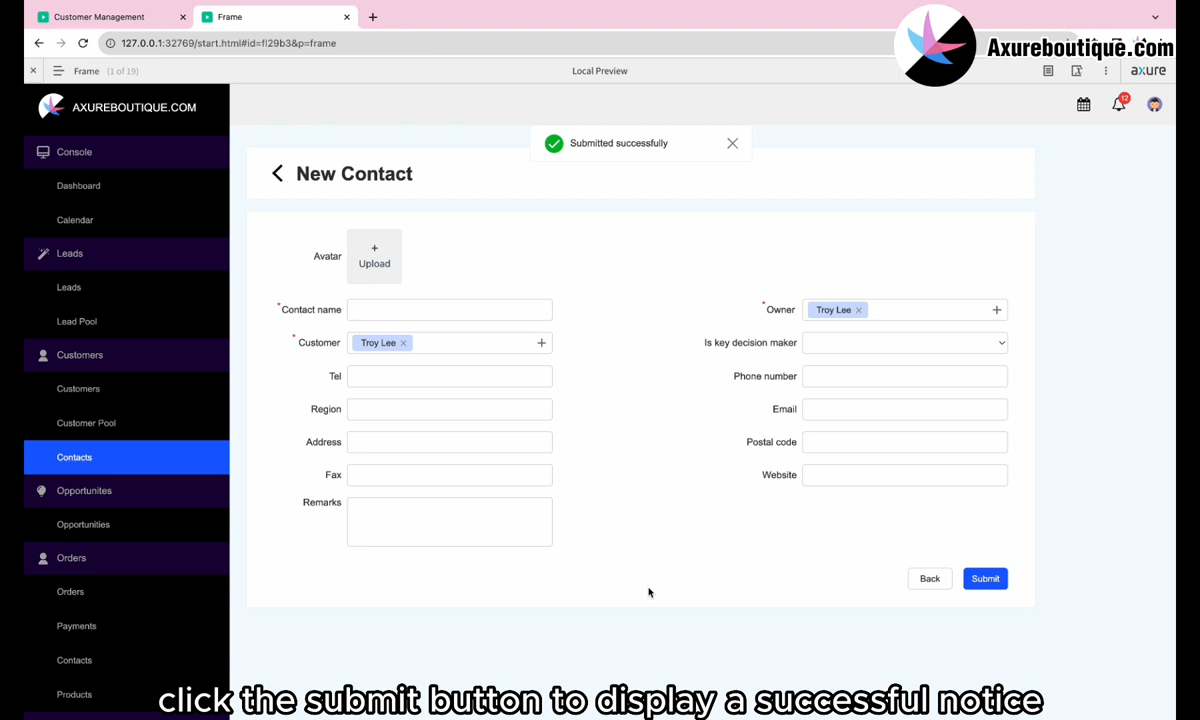 Customer Management
Frame
127.0.0.1:32769/start.html#id=fl29b3&p=frame
Axureboutique.com
Frame (1 of 19)
Local Preview
axure
AXUREBOUTIQUE.COM
12
Console
Dashboard
Calendar
Leads
Leads
Lead Pool
Customers
Customers
Customer Pool
Contacts
Opportunites
Opportunities
Orders
Orders
Payments
Contacts
Products
Submitted successfully
New Contact
Avatar
+
Upload
* Contact name
* Owner
Troy Lee ×
* Customer
Troy Lee ×
Is key decision maker
Tel
Phone number
Region
Email
Address
Postal code
Fax
Website
Remarks
Back
Submit
click the submit button to display a successful notice